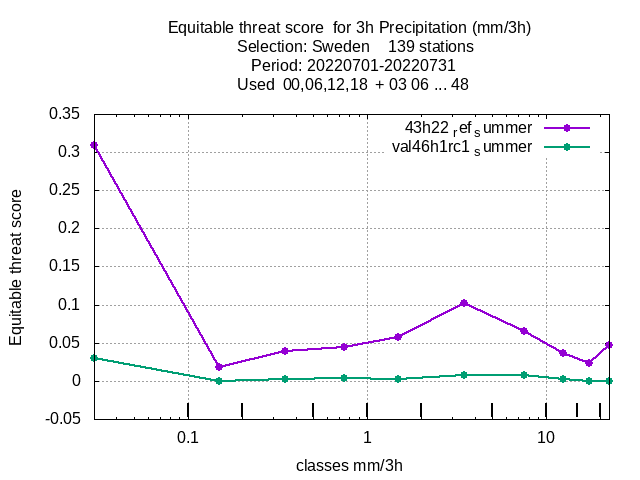 Equitable threat score  for 3h Precipitation (mm/3h)
Selection: Sweden    139 stations
Period: 20220701-20220731
Used  00,06,12,18  + 03 06 ... 48
43h22 ref summer
val46h1rc1 summer
Equitable threat score
0.35
0.3
0.25
0.2
0.15
0.1
0.05
0
-0.05
0.1
1
10
classes mm/3h